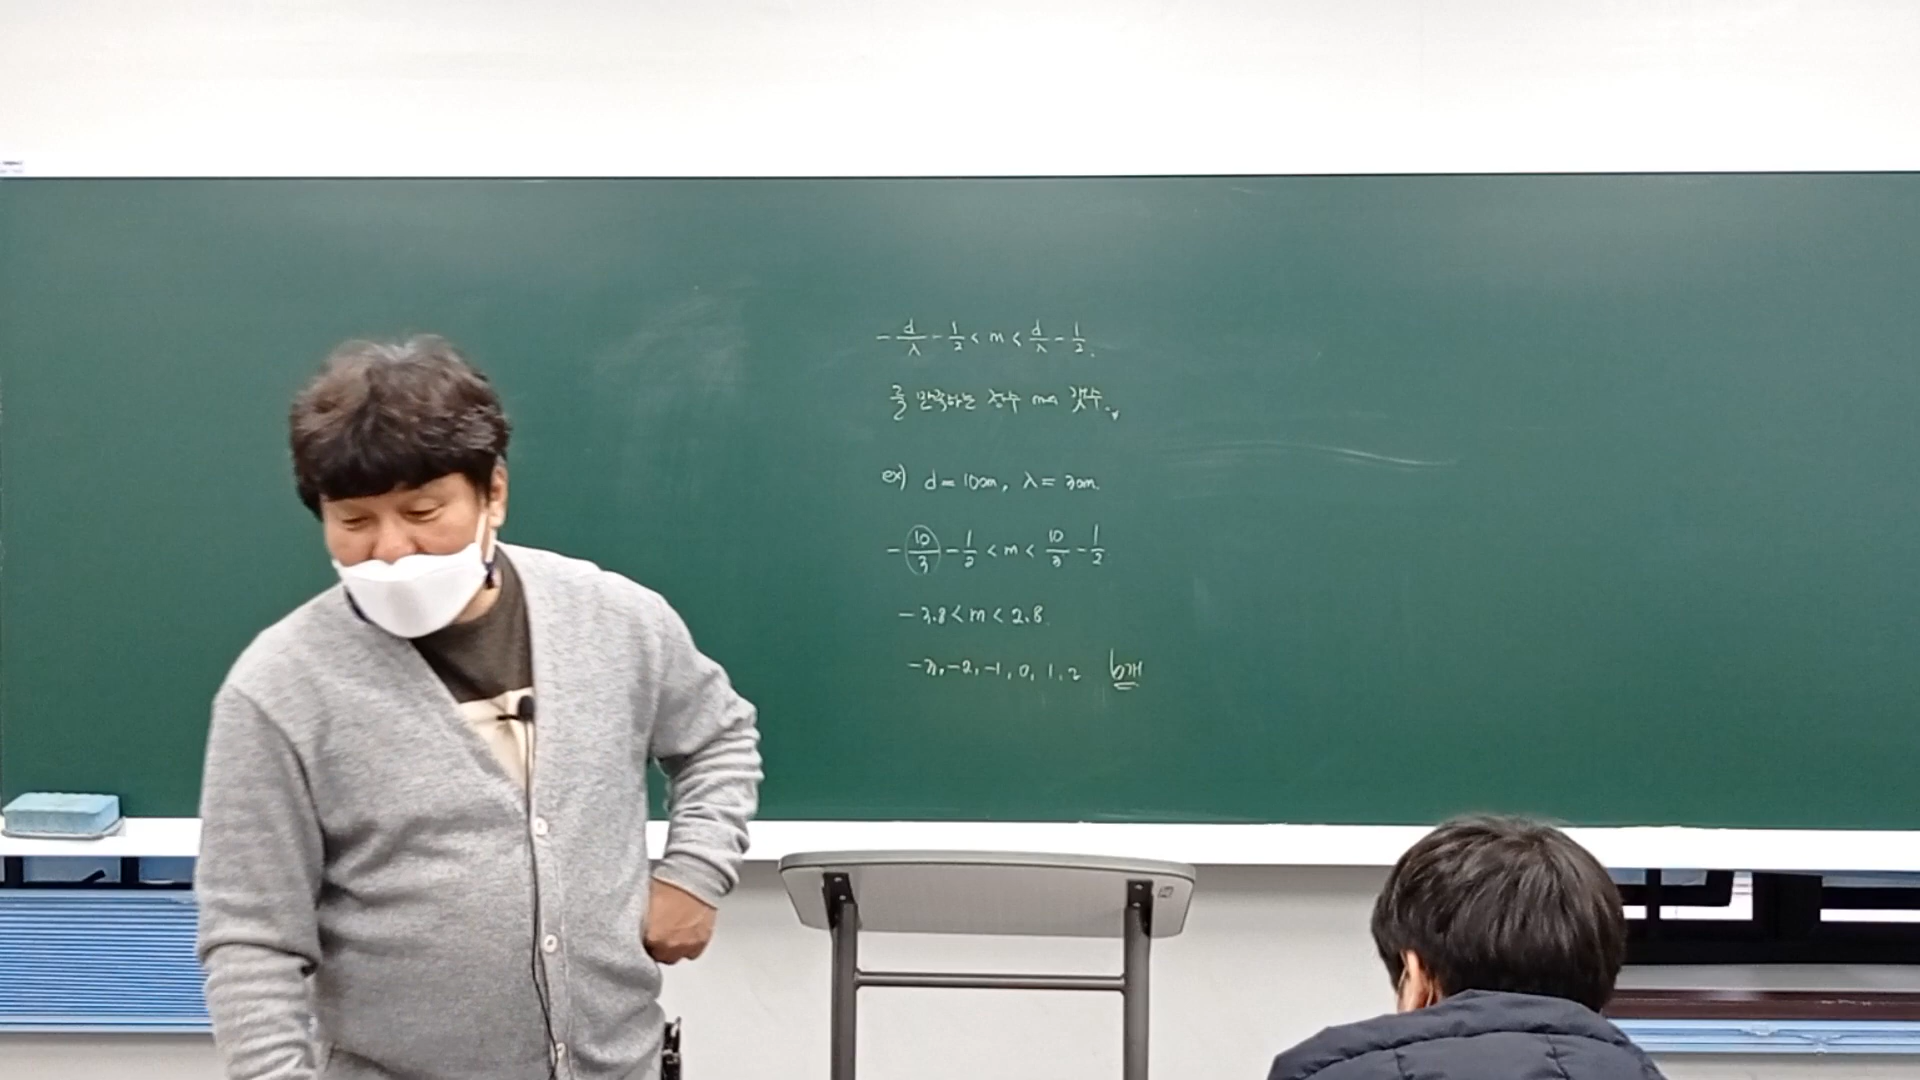 -d/λ - 1/2 < m < d/λ - 1/2.
를 만족하는 정수 m의 갯수.
ex) d = 10cm, λ = 3cm.
-10/3 - 1/2 < m < 10/3 - 1/2
-3.8 < m < 2.8
-3, -2, -1, 0, 1, 2 6개